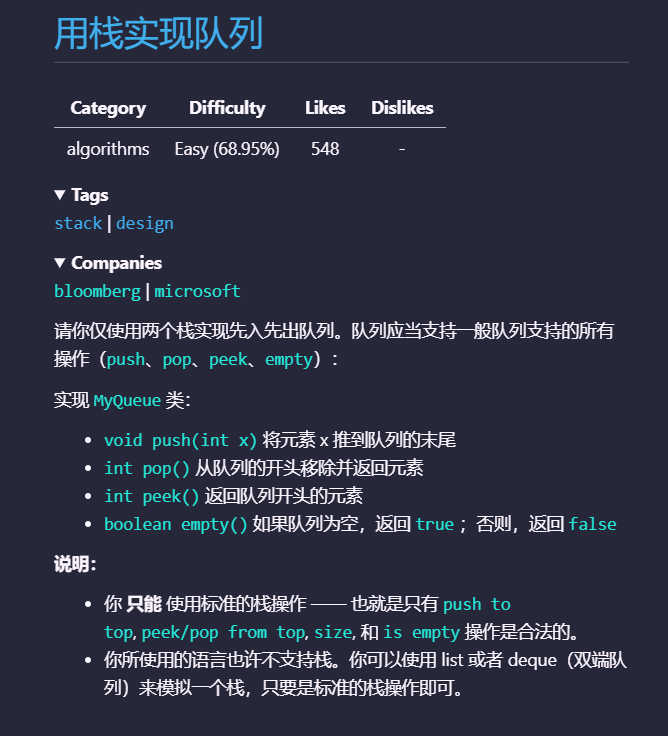 用栈实现队列
Category Difficulty Likes Dislikes
algorithms Easy (68.95%) 548 -
▼ Tags
stack | design
▼ Companies
bloomberg | microsoft
请你仅使用两个栈实现先入先出队列。队列应当支持一般队列支持的所有
操作（push、pop、peek、empty）：
实现 MyQueue 类：
• void push(int x) 将元素 x 推到队列的末尾
• int pop() 从队列的开头移除并返回元素
• int peek() 返回队列开头的元素
• boolean empty() 如果队列为空，返回 true ；否则，返回 false
说明：
• 你 只能 使用标准的栈操作 —— 也就是只有 push to
top, peek/pop from top, size, 和 is empty 操作是合法的。
• 你所使用的语言也许不支持栈。你可以使用 list 或者 deque（双端队
列）来模拟一个栈，只要是标准的栈操作即可。